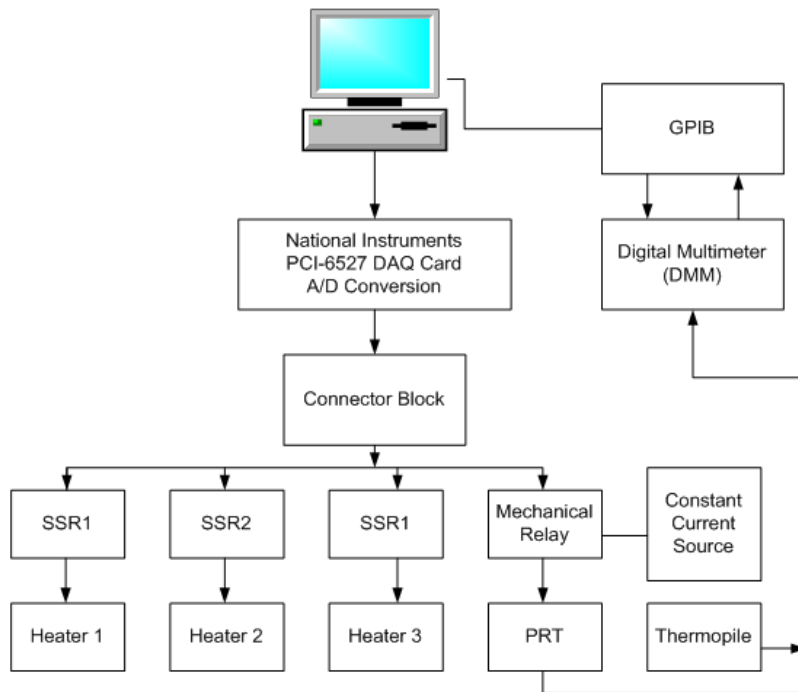 GPIB
National Instruments
PCI-6527 DAQ Card
A/D Conversion
Digital Multimeter
(DMM)
Connector Block
SSR1
SSR2
SSR1
Mechanical
Relay
Constant
Current
Source
Heater 1
Heater 2
Heater 3
PRT
Thermopile